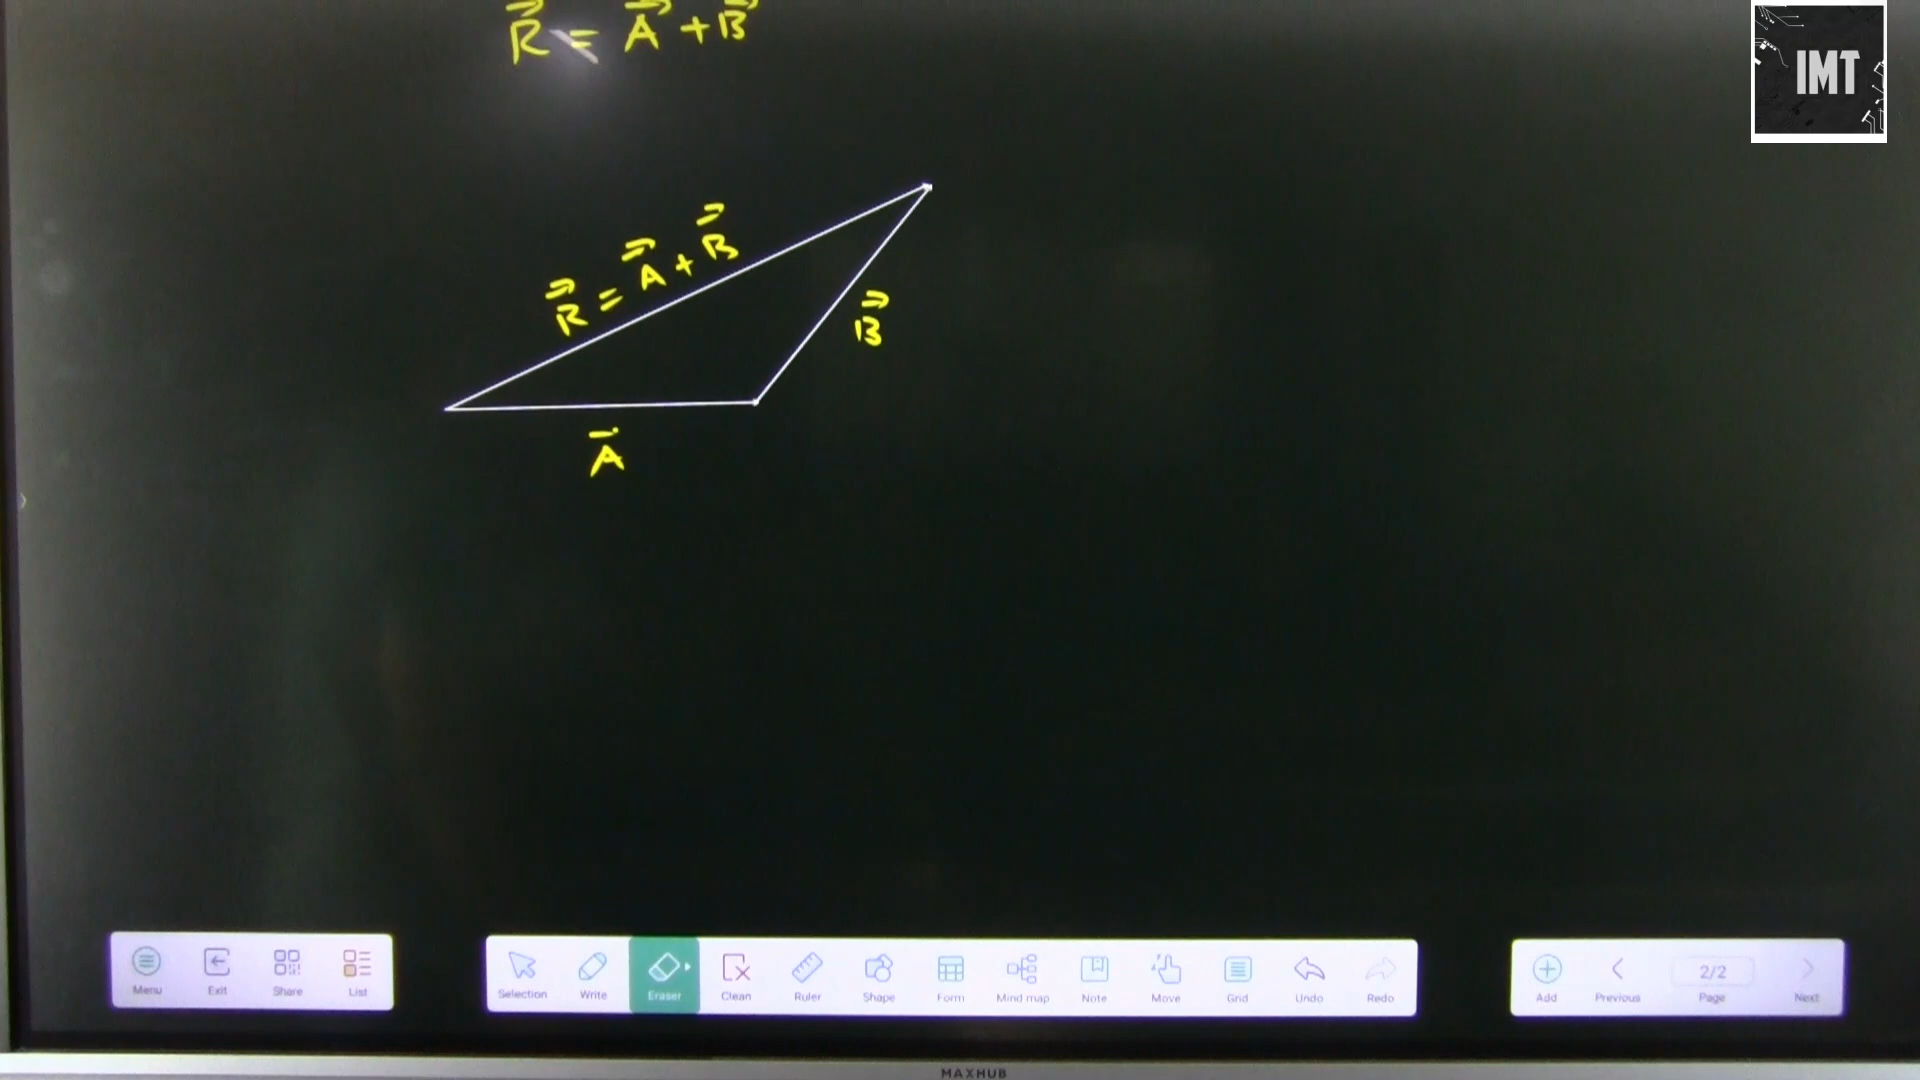 R⃗ = A⃗ + B⃗
IMT
R⃗ = A⃗ + B⃗
B⃗
A⃗
Menu Exit Share List
Selection Write Eraser Clean Ruler Shape Form Mind map Note Move Grid Undo Redo
Add Previous 2/2 Page Next
MAXHUB